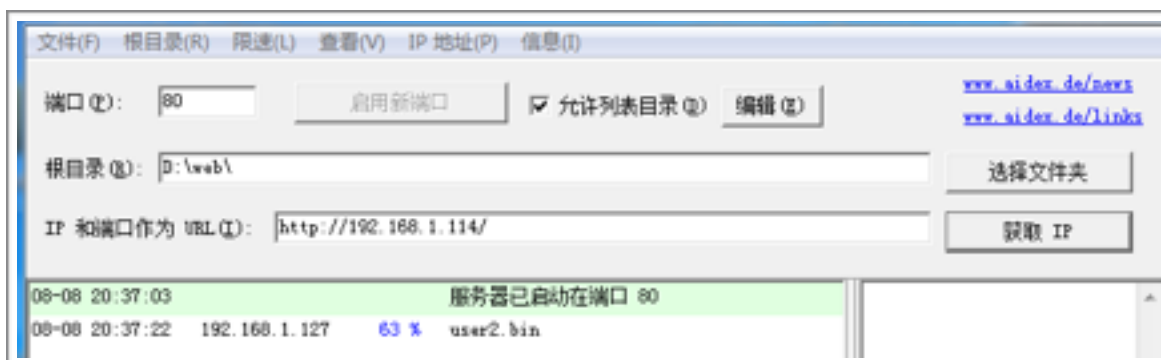 文件(F) 根目录(R) 限速(L) 查看(V) IP 地址(P) 信息(I)
端口(P): 80 启用新端口 允许列表目录(D) 编辑(E) www.aidex.de/news
www.aidex.de/links
根目录(R): D:\web\ 选择文件夹
IP 和端口作为 URL(I): http://192.168.1.114/ 获取 IP
08-08 20:37:03 服务器已启动在端口 80
08-08 20:37:22 192.168.1.127 63 % user2.bin